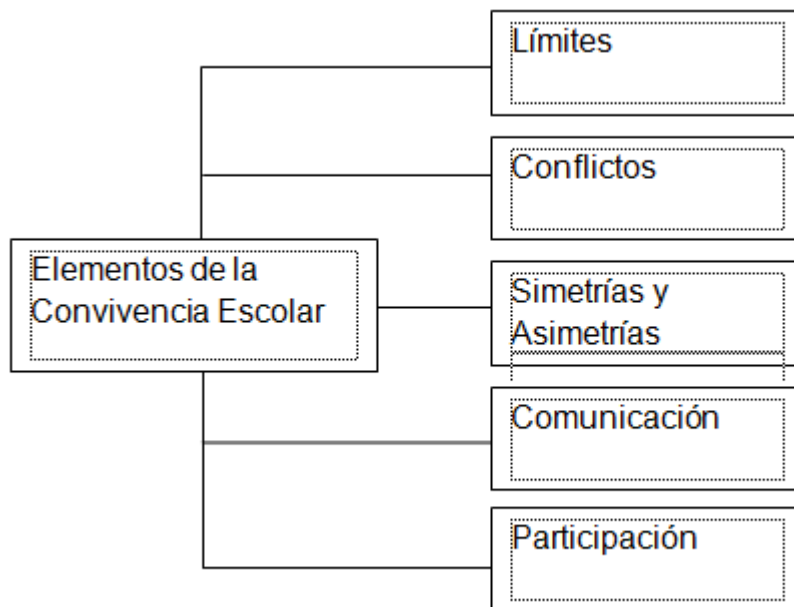 Límites
Conflictos
Elementos de la
Convivencia Escolar
Simetrías y
Asimetrías
Comunicación
Participación